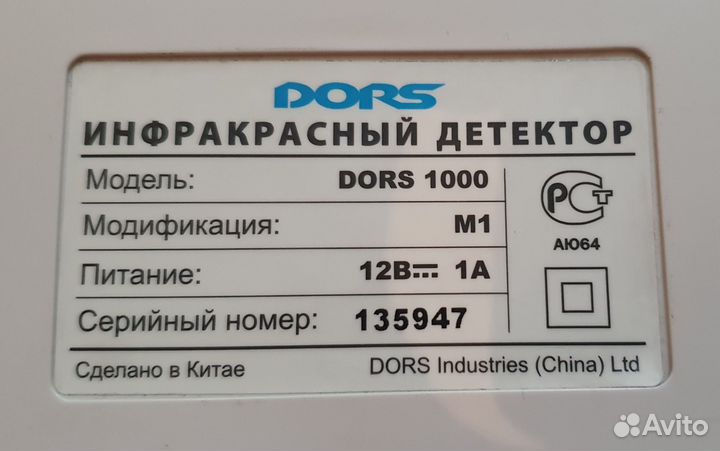 DORS
ИНФРАКРАСНЫЙ ДЕТЕКТОР
Модель: DORS 1000
Модификация: M1
Питание: 12В⎓ 1А
Серийный номер: 135947
РСТ
АЮ64
Сделано в Китае DORS Industries (China) Ltd
Avito